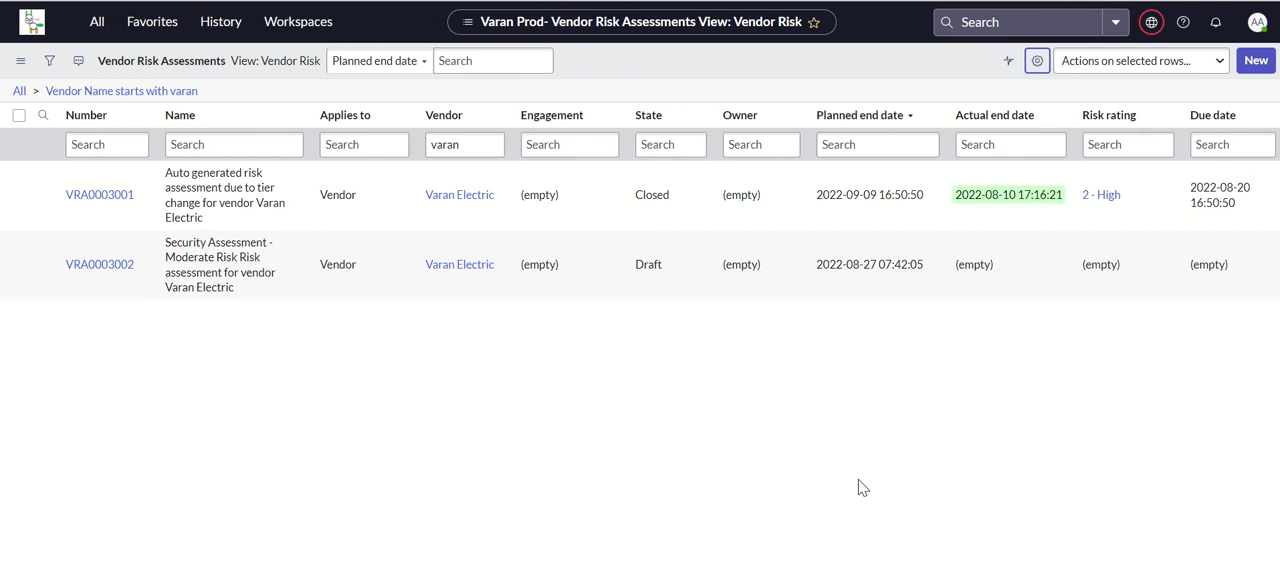 All Favorites History Workspaces Varan Prod- Vendor Risk Assessments View: Vendor Risk Search AA
Vendor Risk Assessments View: Vendor Risk Planned end date Search Actions on selected rows... New
All > Vendor Name starts with varan
Number Name Applies to Vendor Engagement State Owner Planned end date Actual end date Risk rating Due date
Search Search Search varan Search Search Search Search Search Search Search
Auto generated risk
assessment due to tier
change for vendor Varan
Electric
VRA0003001 Vendor Varan Electric (empty) Closed (empty) 2022-09-09 16:50:50 2022-08-10 17:16:21 2 - High
2022-08-20
16:50:50
Security Assessment -
Moderate Risk Risk
assessment for vendor
Varan Electric
VRA0003002 Vendor Varan Electric (empty) Draft (empty) 2022-08-27 07:42:05 (empty) (empty) (empty)